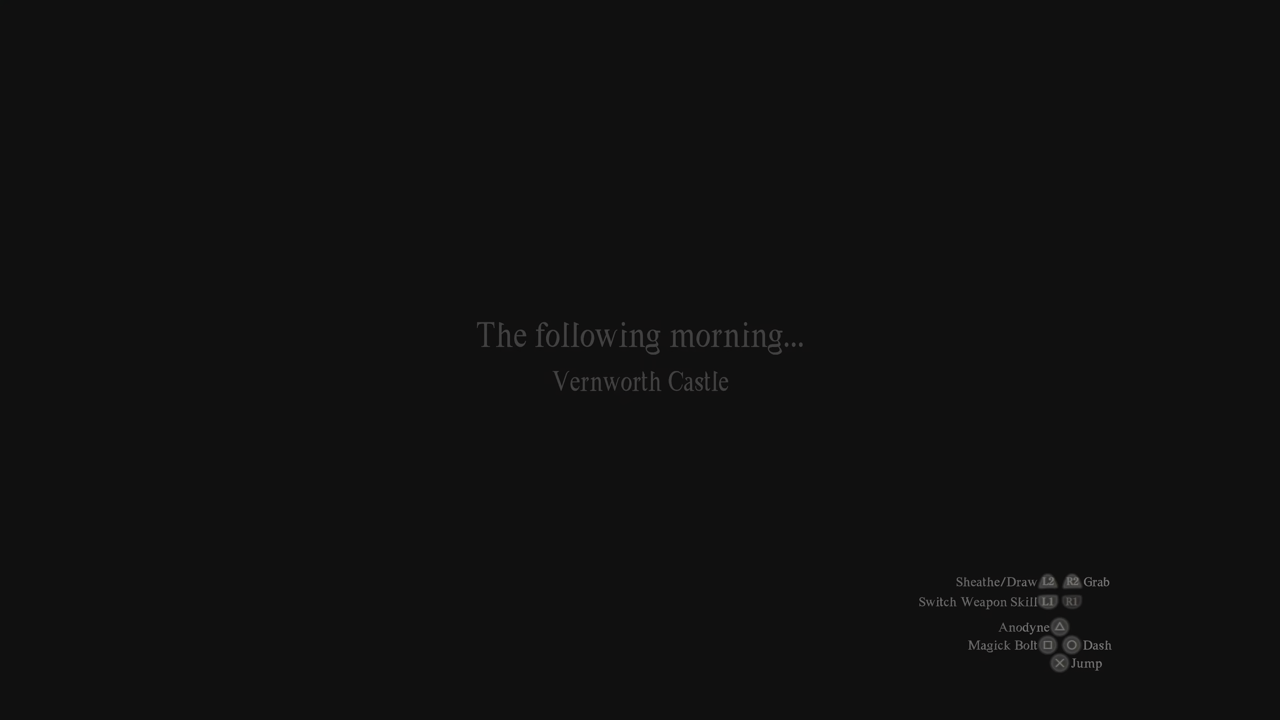 The following morning...
Vernworth Castle
Sheathe/Draw L2 R2 Grab
Switch Weapon Skill L1 R1
Anodyne
Magick Bolt Dash
Jump